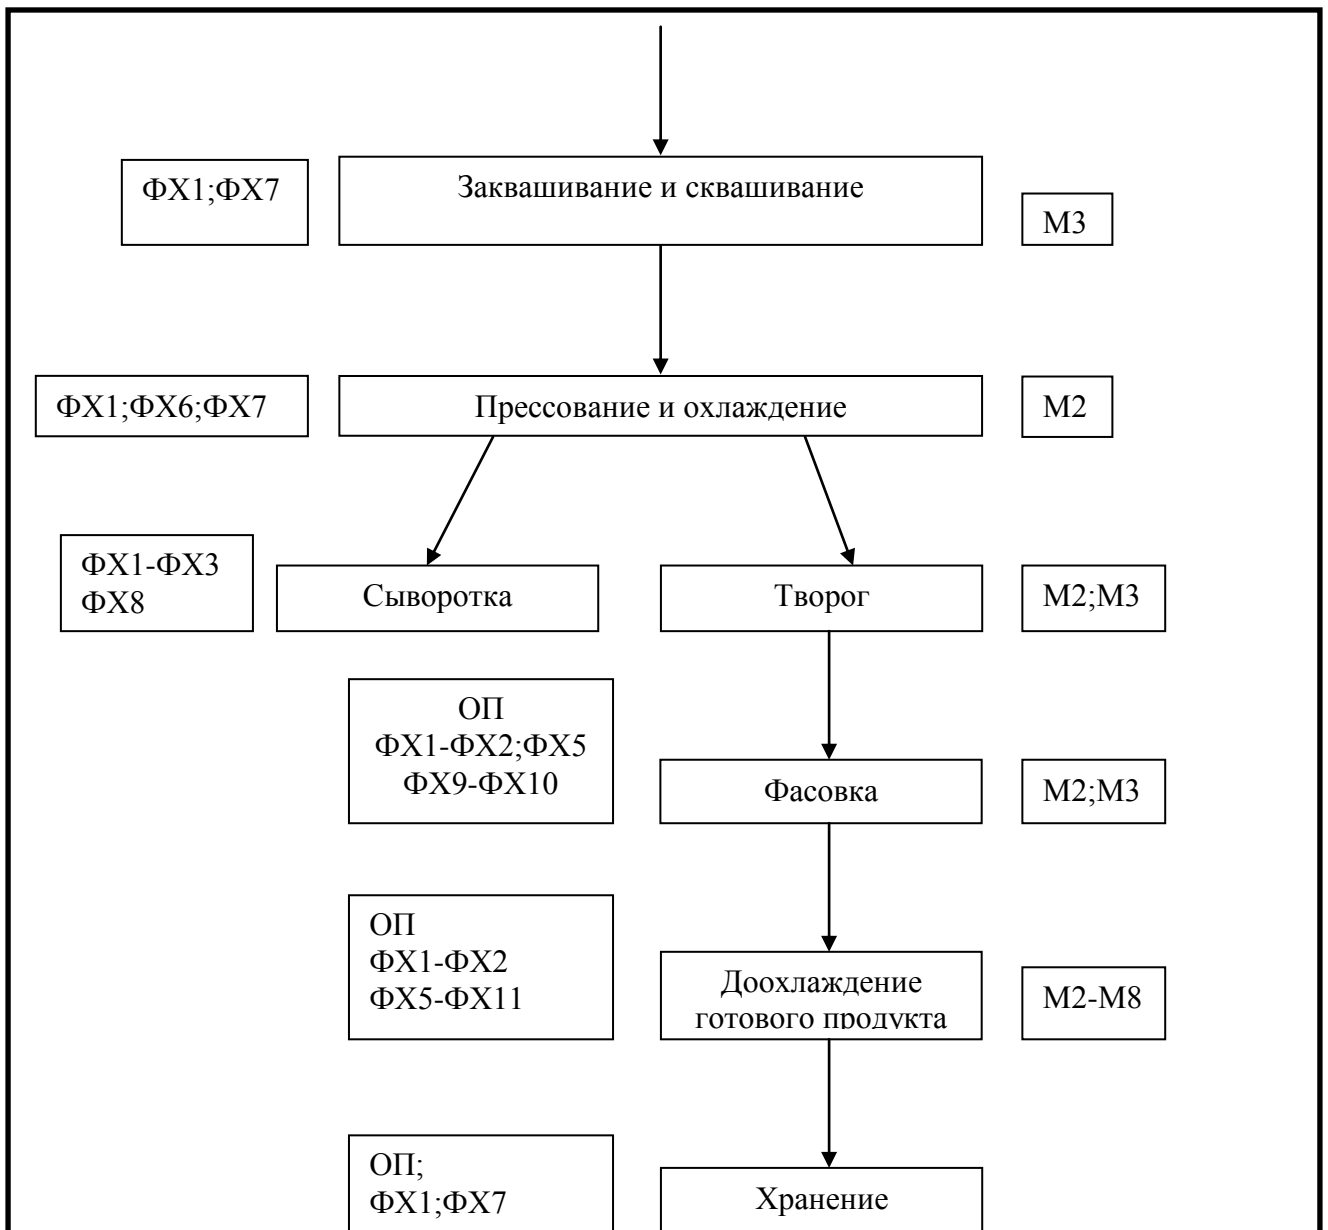 ФХ1;ФХ7
Заквашивание и сквашивание
М3
ФХ1;ФХ6;ФХ7
Прессование и охлаждение
М2
ФХ1-ФХ3
ФХ8
Сыворотка
Творог
М2;М3
ОП
ФХ1-ФХ2;ФХ5
ФХ9-ФХ10
Фасовка
М2;М3
ОП
ФХ1-ФХ2
ФХ5-ФХ11
Доохлаждение
готового продукта
М2-М8
ОП;
ФХ1;ФХ7
Хранение